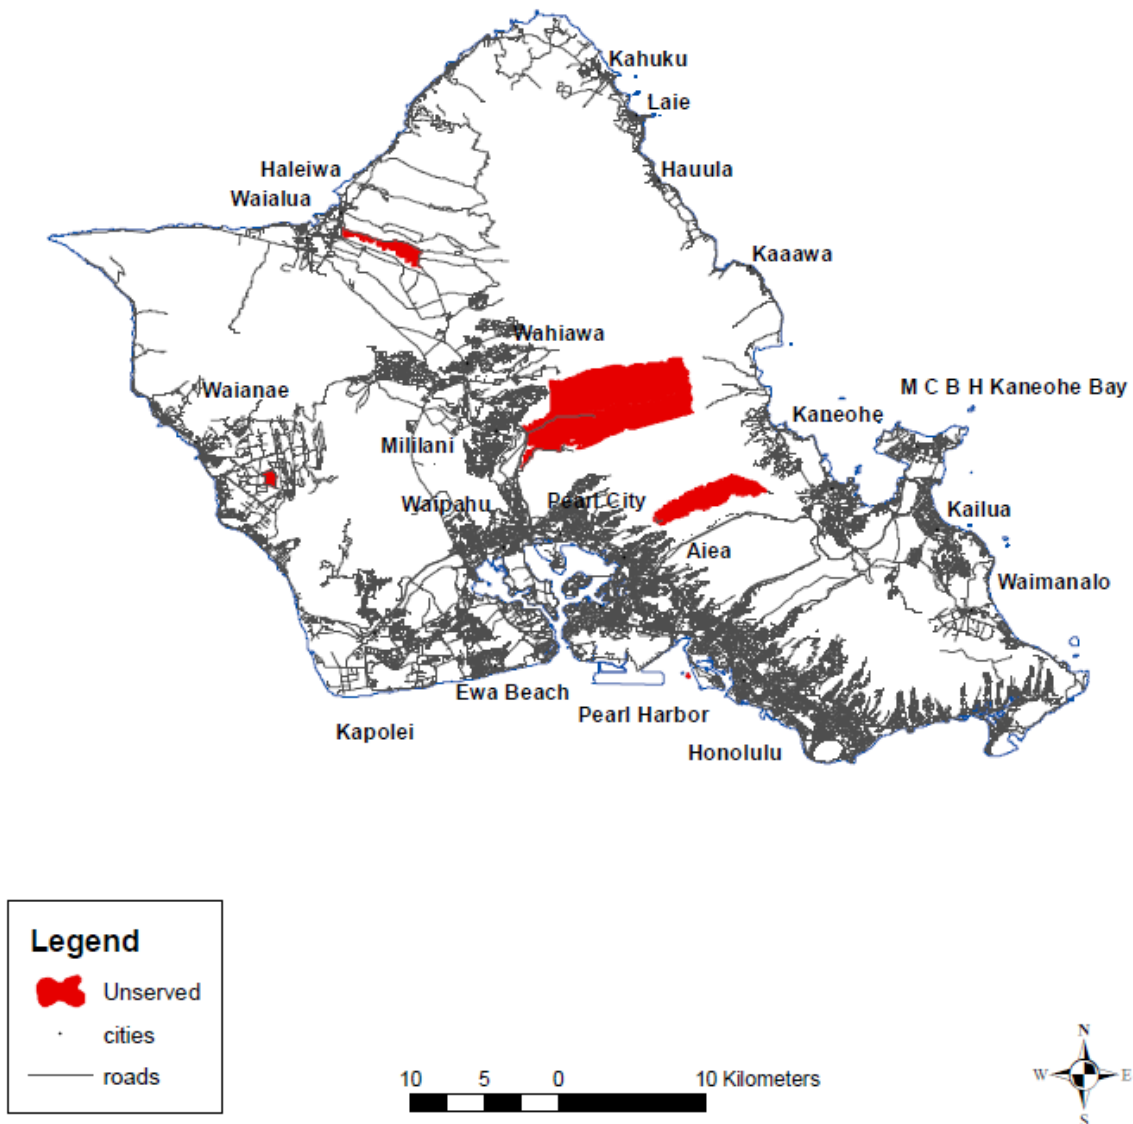 Kahuku
Laie
Haleiwa
Hauula
Waialua
Kaaawa
Wahiawa
Waianae
M C B H Kaneohe Bay
Kaneohe
Mililani
Waipahu
Pearl City
Kailua
Aiea
Waimanalo
Ewa Beach
Pearl Harbor
Kapolei
Honolulu
Legend
Unserved
cities
roads
10 5 0 10 Kilometers
N
W E
S